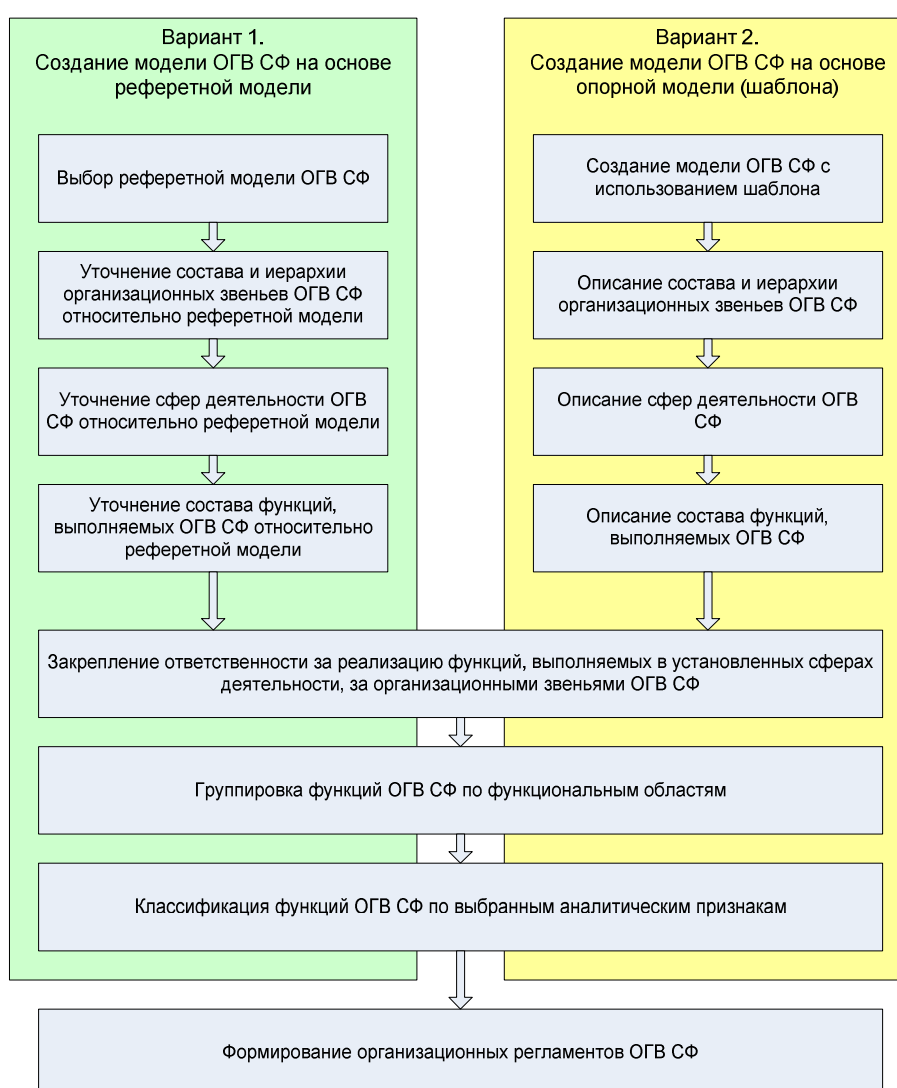 Вариант 1.
Создание модели ОГВ СФ на основе
референтой модели
Выбор реферетной модели ОГВ СФ
Уточнение состава и иерархии
организационных звеньев ОГВ СФ
относительно реферетной модели
Уточнение сфер деятельности ОГВ
СФ относительно реферетной модели
Уточнение состава функций,
выполняемых ОГВ СФ относительно
реферетной модели
Вариант 2.
Создание модели ОГВ СФ на основе
опорной модели (шаблона)
Создание модели ОГВ СФ с
использованием шаблона
Описание состава и иерархии
организационных звеньев ОГВ СФ
Описание сфер деятельности ОГВ
СФ
Описание состава функций,
выполняемых ОГВ СФ
Закрепление ответственности за реализацию функций, выполняемых в установленных сферах
деятельности, за организационными звеньями ОГВ СФ
Группировка функций ОГВ СФ по функциональным областям
Классификация функций ОГВ СФ по выбранным аналитическим признакам
Формирование организационных регламентов ОГВ СФ